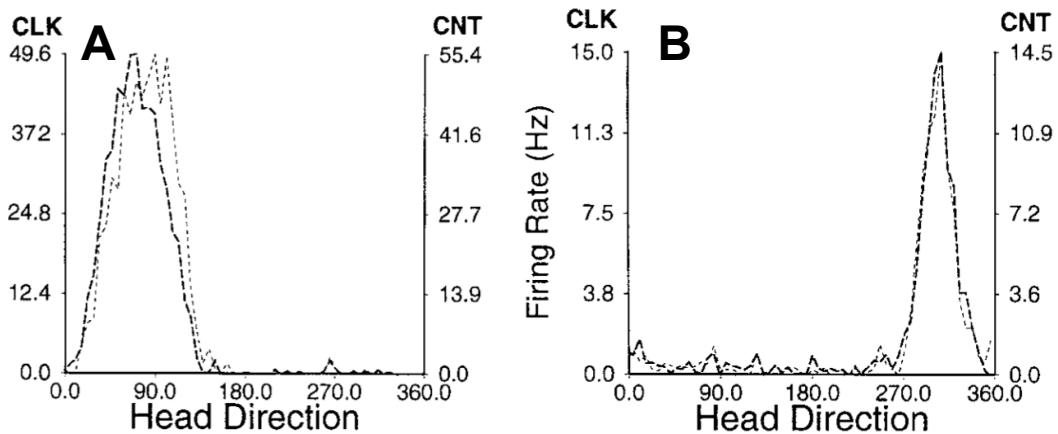 CLK A CNT
49.6 55.4
372 41.6
24.8 27.7
12.4 13.9
0.0 0.0
0.0 90.0 180.0 270.0 360.0
Head Direction
CLK B CNT
15.0 14.5
11.3 10.9
7.5 7.2
3.8 3.6
0.0 0.0
Firing Rate (Hz)
0.0 90.0 180.0 270.0 360.0
Head Direction